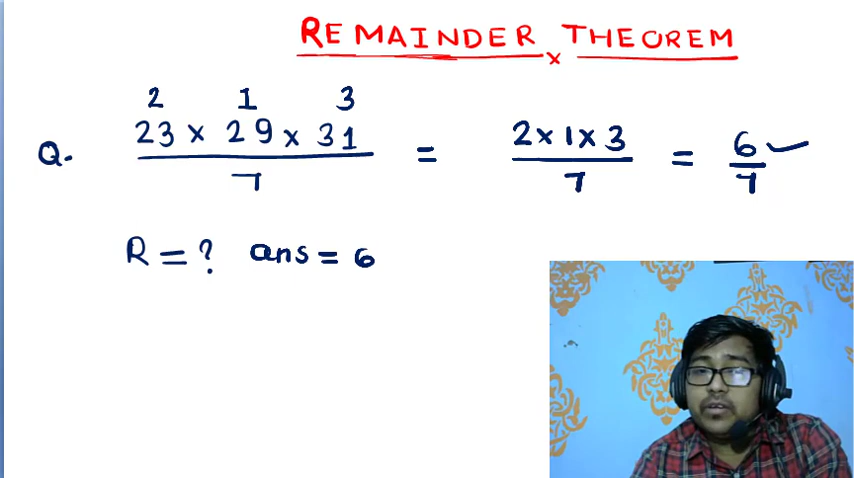 REMAINDER THEOREM
×
2 1 3
Q. 23 × 29 × 31 / 7 = 2 × 1 × 3 / 7 = 6 / 7 ✓
R = ? ans = 6